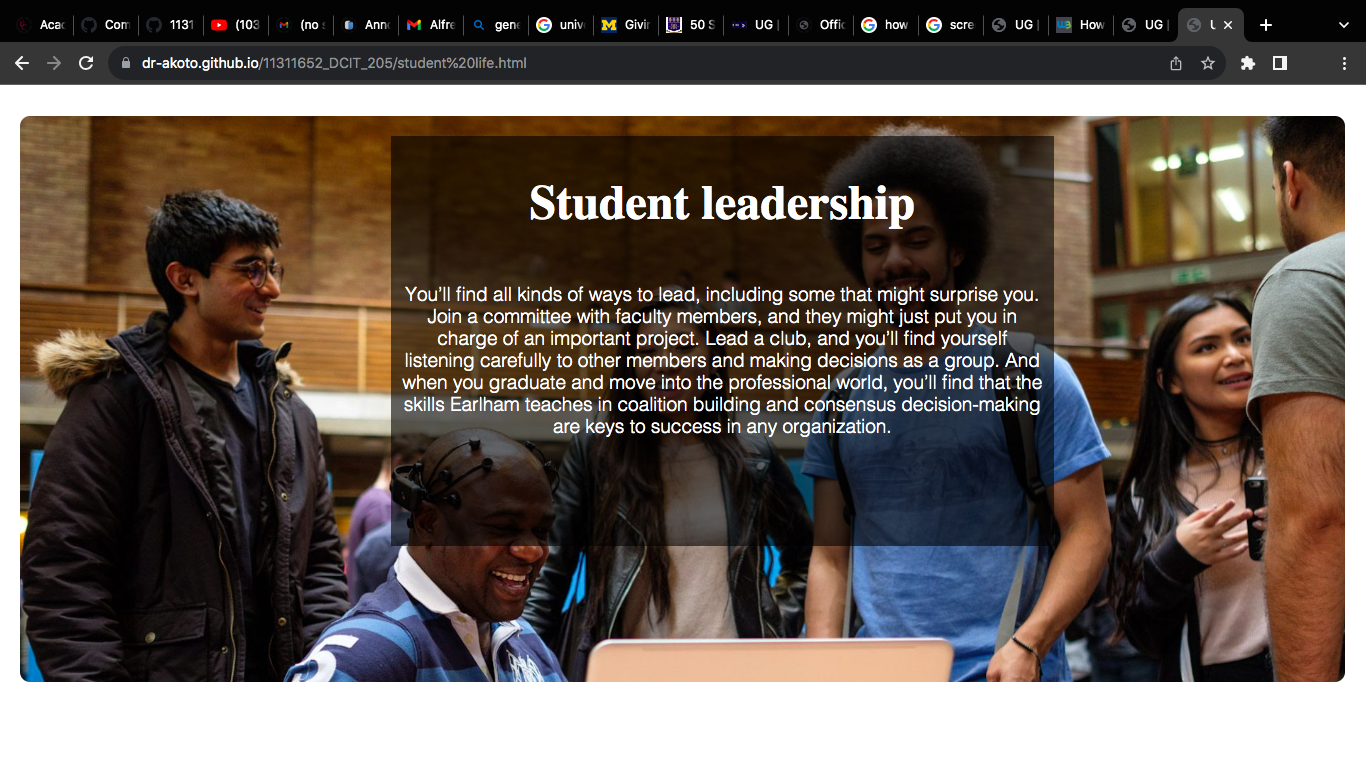 Com
1131
(103
(no
Alfre
gene
univ
50 S
UG
Offic
how
scre
UG
How
UG
dr-akoto.github.io/11311652_DCIT_205/student%20life.html
Student leadership
You’ll find all kinds of ways to lead, including some that might surprise you.
Join a committee with faculty members, and they might just put you in
charge of an important project. Lead a club, and you’ll find yourself
listening carefully to other members and making decisions as a group. And
when you graduate and move into the professional world, you’ll find that the
skills Earlham teaches in coalition building and consensus decision-making
are keys to success in any organization.